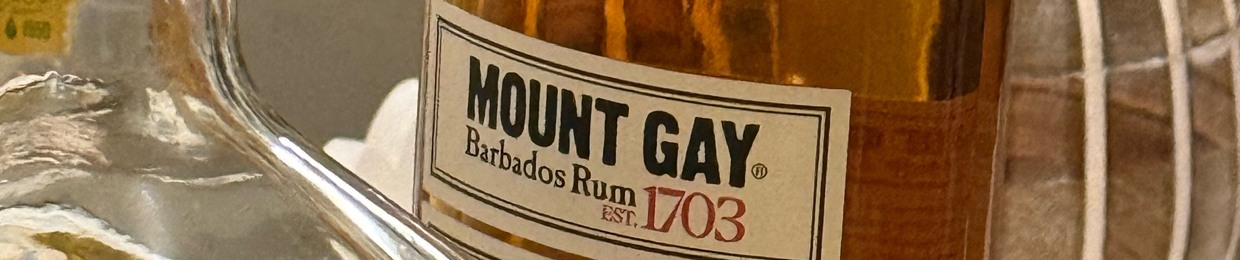 MOUNT GAY®
Barbados Rum
EST. 1703